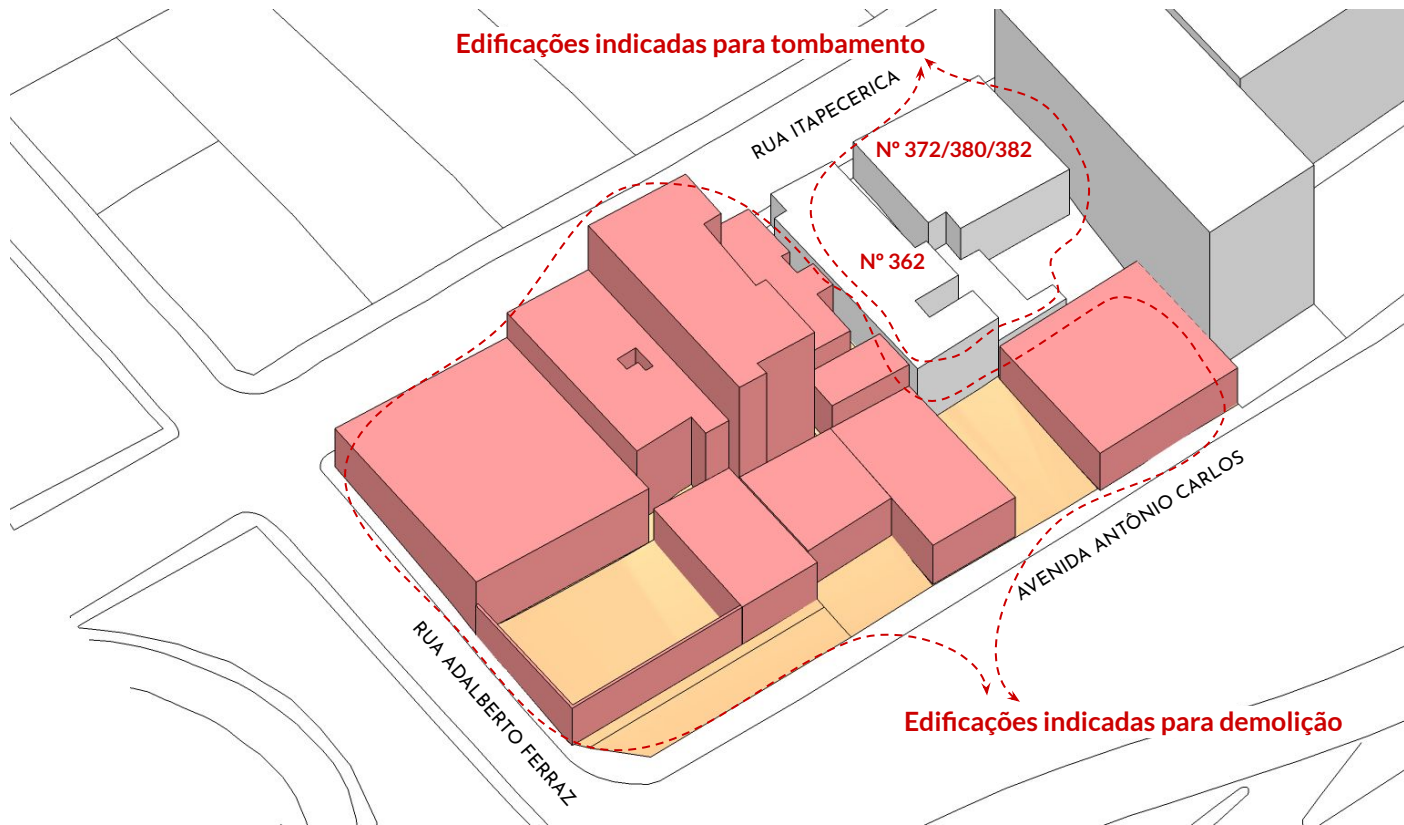 Edificações indicadas para tombamento
RUA ITAPECERICA
Nº 372/380/382
Nº 362
AVENIDA ANTÔNIO CARLOS
RUA ADALBERTO FERRAZ
Edificações indicadas para demolição